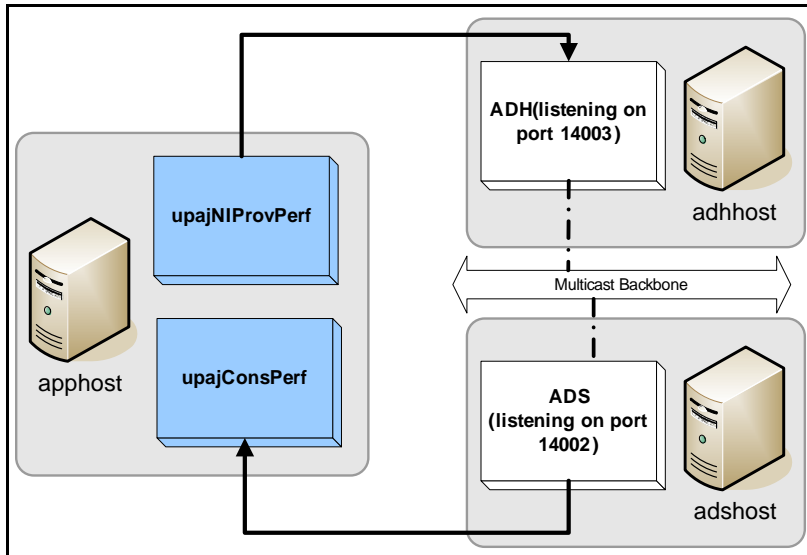 ADH(listening on
port 14003)
adhhost
upajNIProvPerf
Multicast Backbone
apphost
upajConsPerf
ADS
(listening on port
14002)
adshost